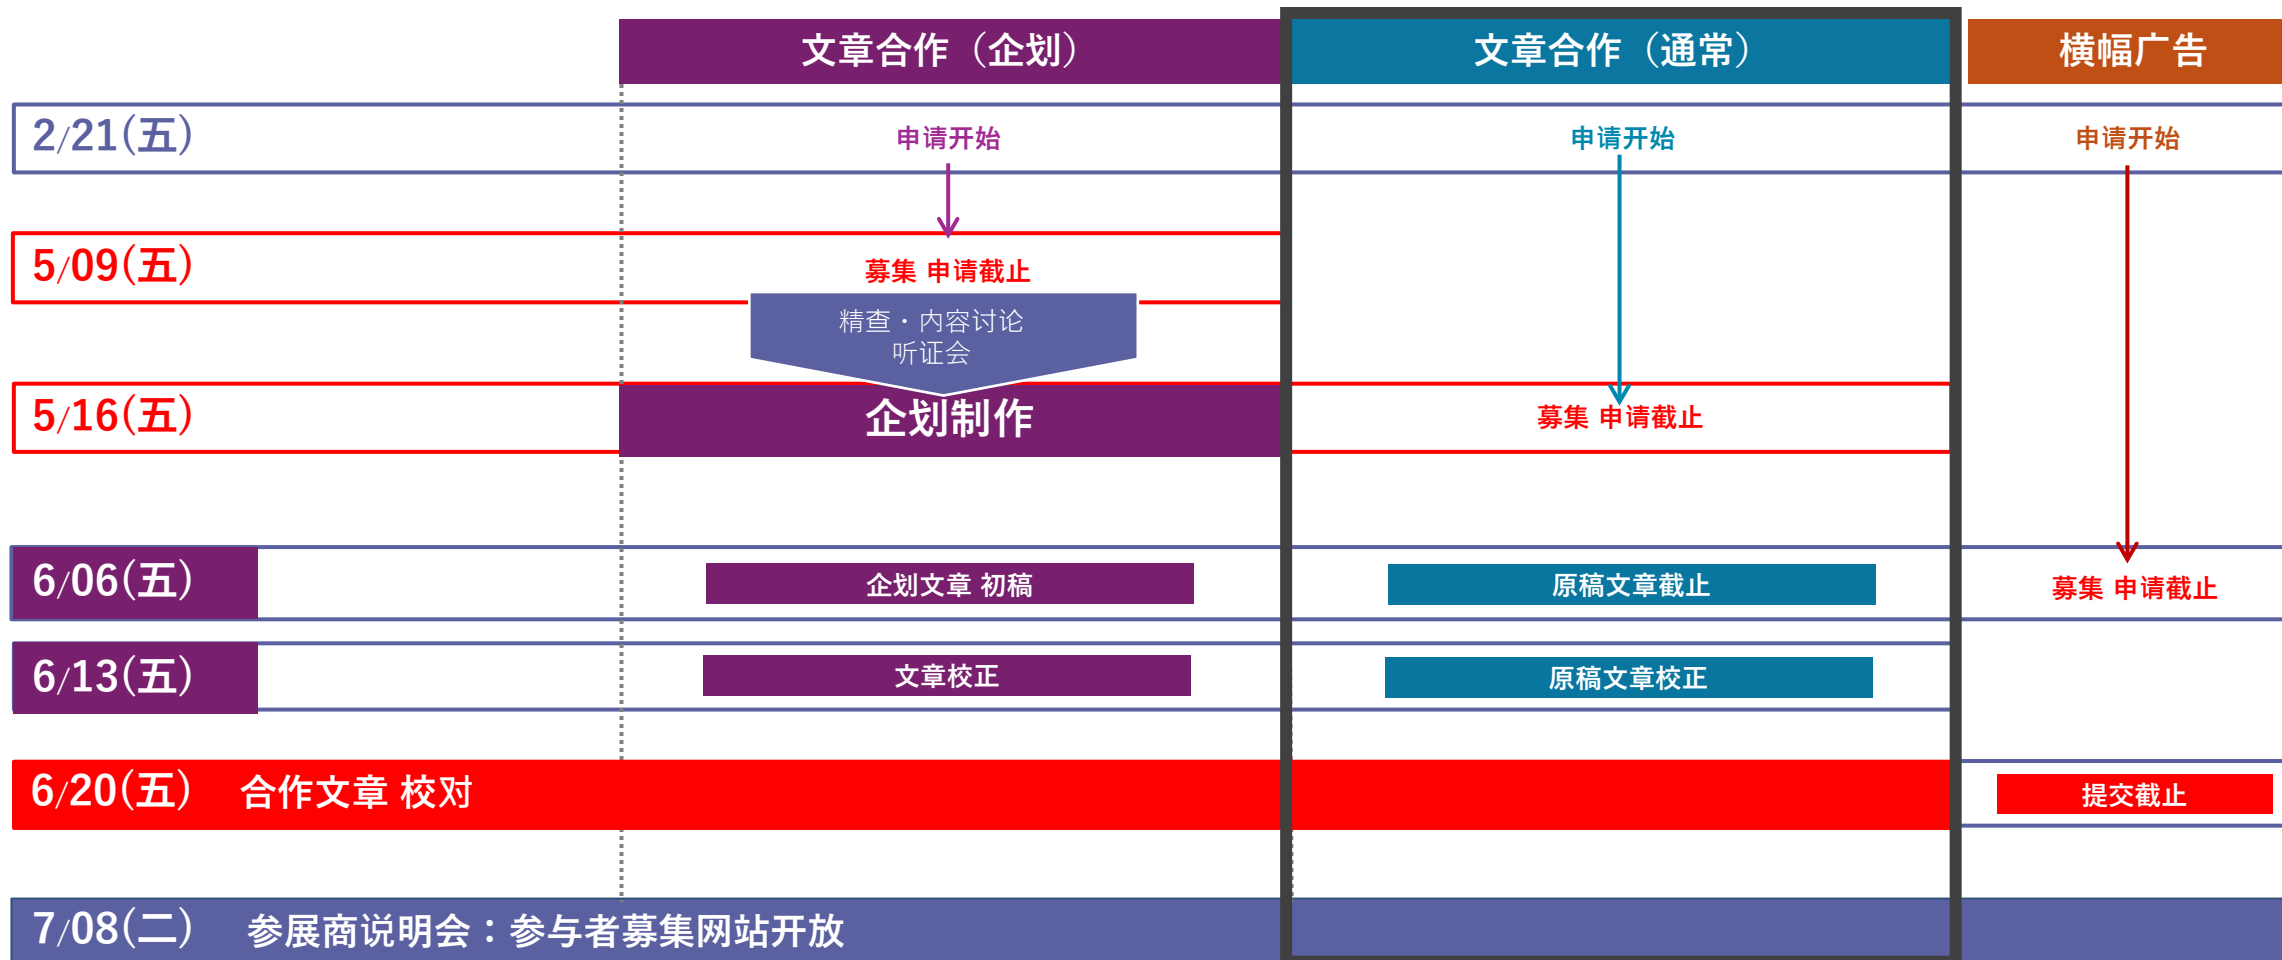 文章合作（企划）
文章合作（通常）
横幅广告
2/21(五)
申请开始
申请开始
申请开始
5/09(五)
募集 申请截止
精查・内容讨论
听证会
5/16(五)
企划制作
募集 申请截止
6/06(五)
企划文章 初稿
原稿文章截止
募集 申请截止
6/13(五)
文章校正
原稿文章校正
6/20(五) 合作文章 校对
提交截止
7/08(二) 参展商说明会：参与者募集网站开放